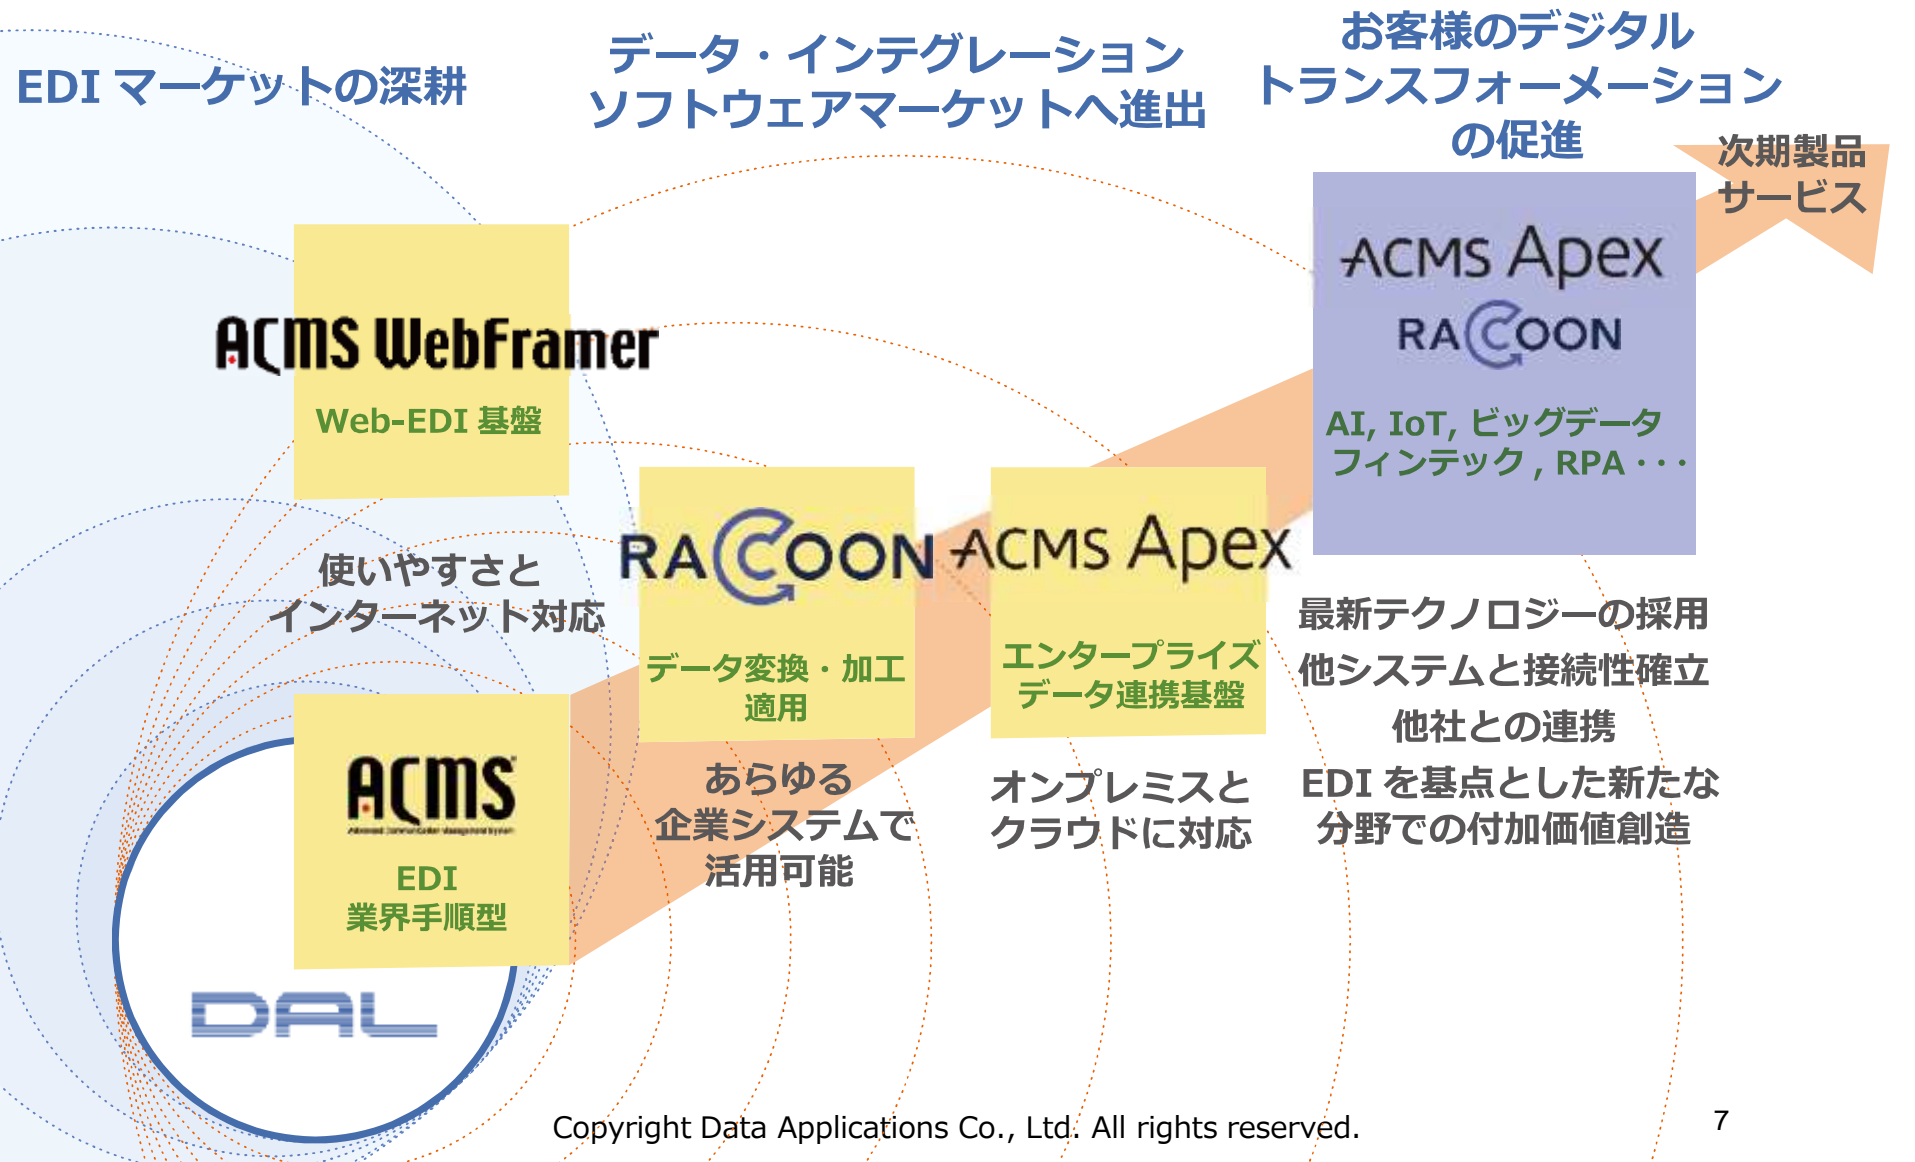 EDI マーケットの深耕
データ・インテグレーション
ソフトウェアマーケットへ進出
お客様のデジタル
トランスフォーメーション
の促進
次期製品
サービス
ACMS WebFramer
Web-EDI 基盤
使いやすさと
インターネット対応
ACMS
Advanced Communication Management System
EDI
業界手順型
DAL
RACCOON
データ変換・加工
適用
あらゆる
企業システムで
活用可能
ACMS Apex
エンタープライズ
データ連携基盤
オンプレミスと
クラウドに対応
ACMS Apex
RACCOON
AI, IoT, ビッグデータ
フィンテック , RPA ･･･
最新テクノロジーの採用
他システムと接続性確立
他社との連携
EDI を基点とした新たな
分野での付加価値創造
Copyright Data Applications Co., Ltd. All rights reserved.
7